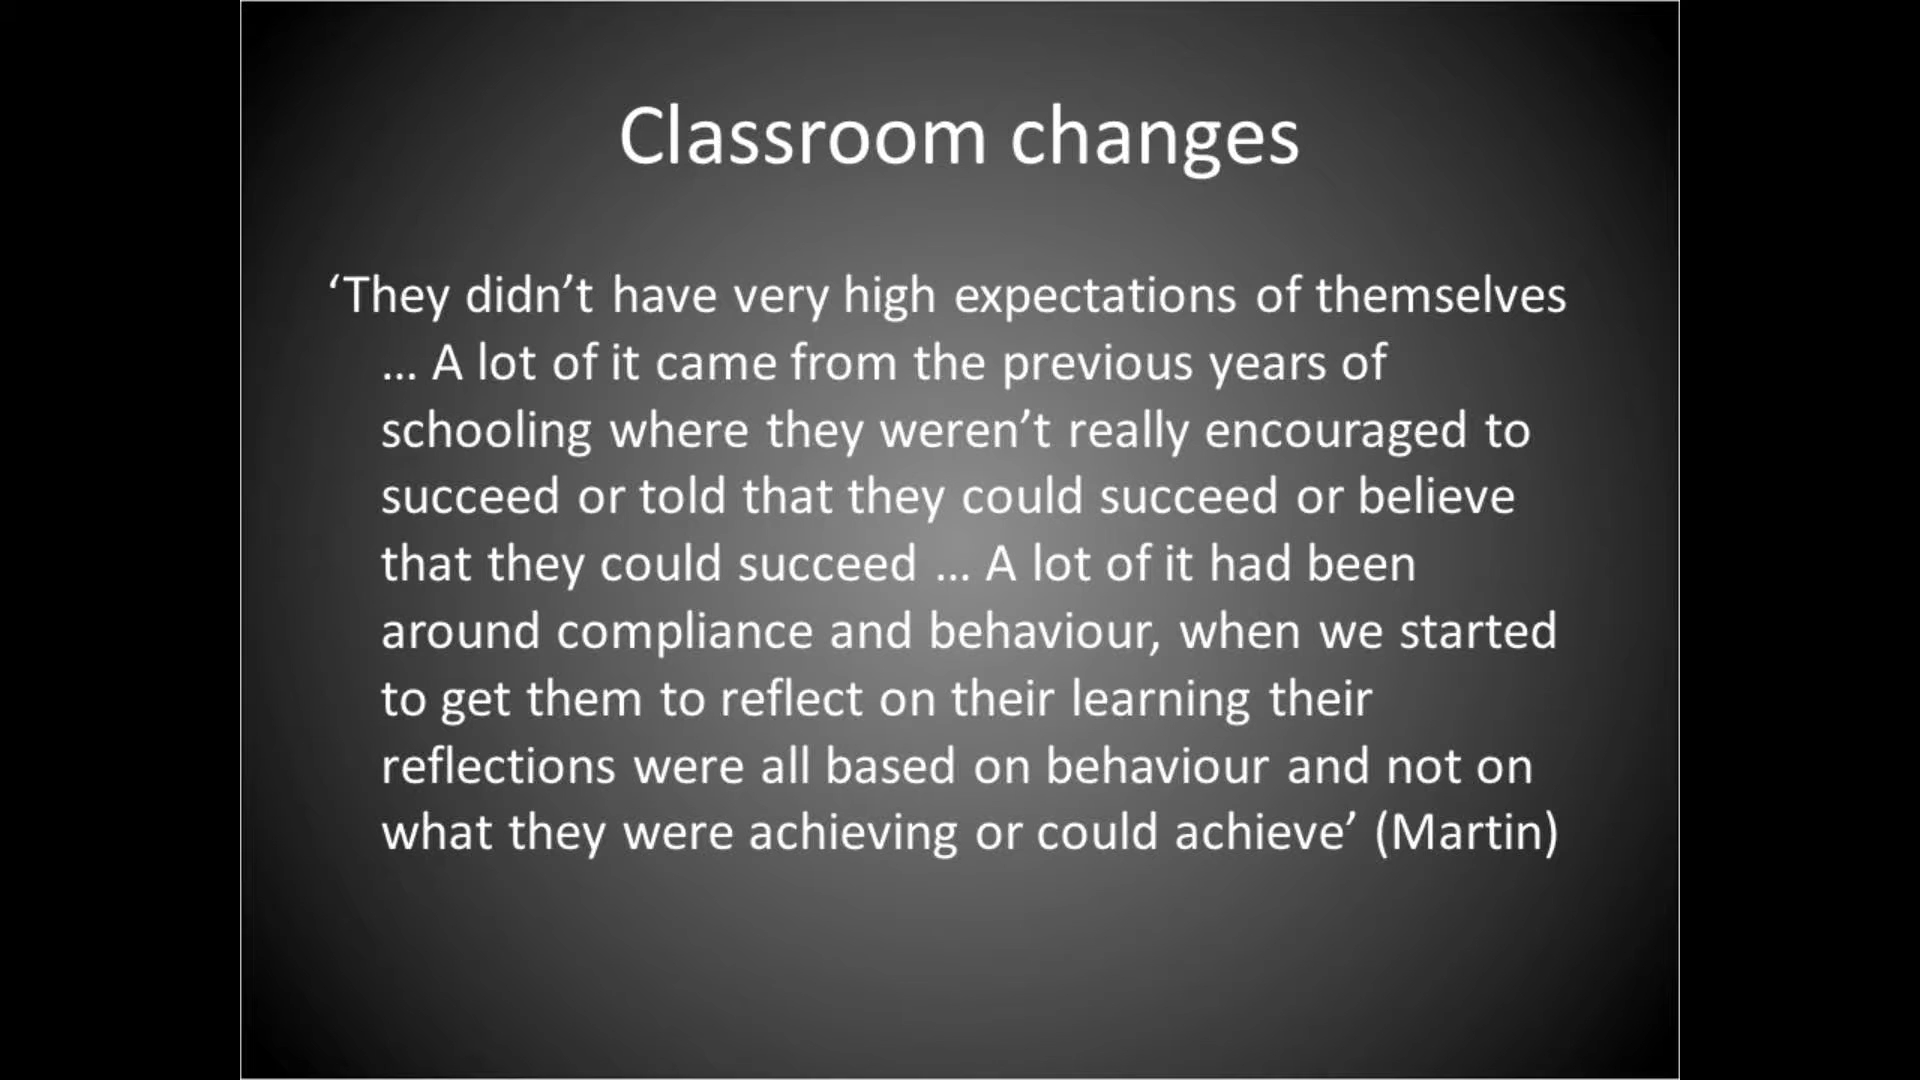 Classroom changes
‘They didn’t have very high expectations of themselves
… A lot of it came from the previous years of
schooling where they weren’t really encouraged to
succeed or told that they could succeed or believe
that they could succeed … A lot of it had been
around compliance and behaviour, when we started
to get them to reflect on their learning their
reflections were all based on behaviour and not on
what they were achieving or could achieve’ (Martin)